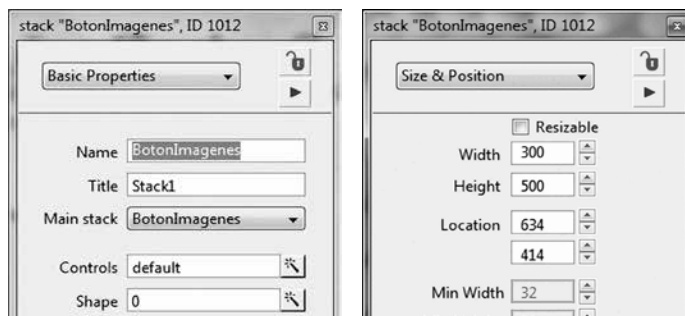 stack "BotonImagenes", ID 1012
Basic Properties
Name BotonImagenes
Title Stack1
Main stack BotonImagenes
Controls default
Shape 0
stack "BotonImagenes", ID 1012
Size & Position
Resizable
Width 300
Height 500
Location 634
414
Min Width 32